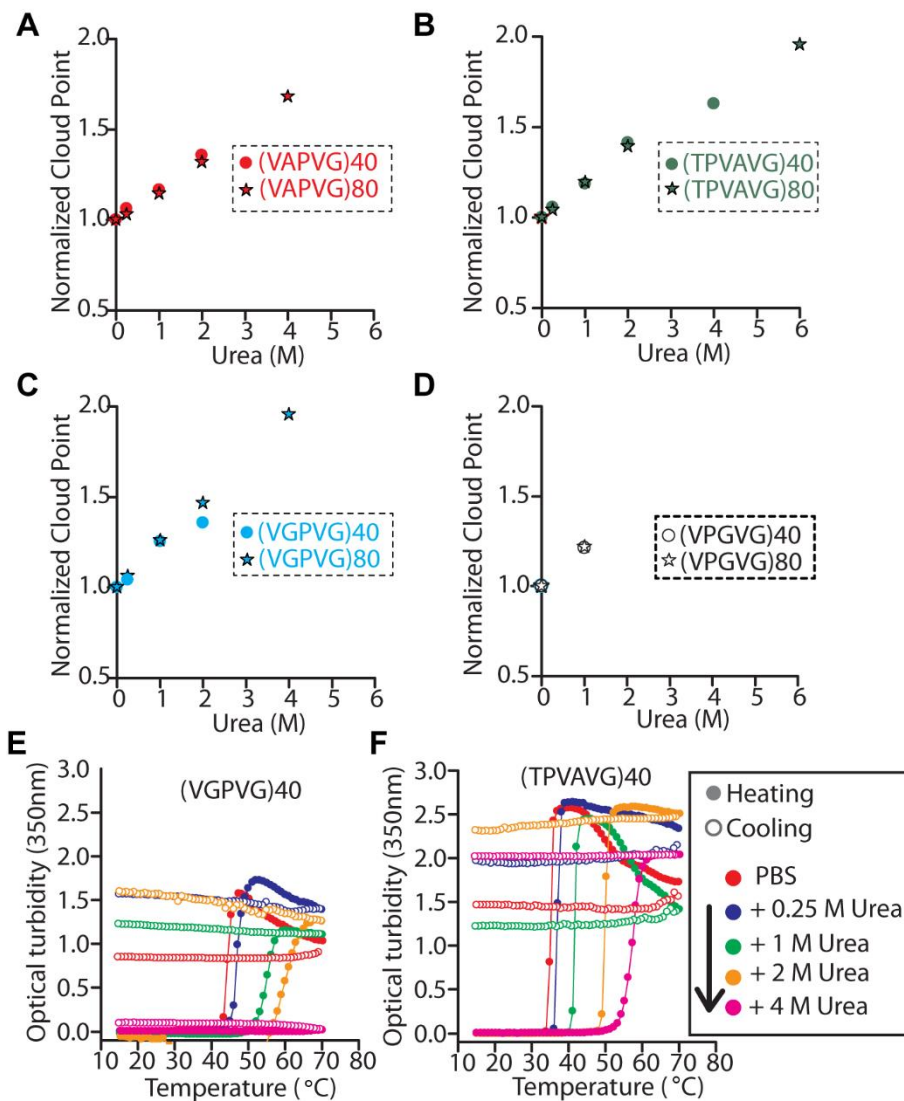 A
Normalized Cloud Point
2.0
1.5
1.0
0.5
0 1 2 3 4 5 6
Urea (M)
(VAPVG)40
(VAPVG)80
B
Normalized Cloud Point
2.0
1.5
1.0
0.5
0 1 2 3 4 5 6
Urea (M)
(TPVAVG)40
(TPVAVG)80
C
Normalized Cloud Point
2.0
1.5
1.0
0.5
0 1 2 3 4 5 6
Urea (M)
(VGPVG)40
(VGPVG)80
D
Normalized Cloud Point
2.0
1.5
1.0
0.5
0 1 2 3 4 5 6
Urea (M)
(VPGVG)40
(VPGVG)80
E
(VGPVG)40
Optical turbidity (350nm)
3.0
2.5
2.0
1.5
1.0
0.5
0.0
10 20 30 40 50 60 70 80
Temperature ( °C)
F
(TPVAVG)40
Optical turbidity (350nm)
3.0
2.5
2.0
1.5
1.0
0.5
0.0
10 20 30 40 50 60 70 80
Temperature ( °C)
Heating
Cooling
PBS
+ 0.25 M Urea
+ 1 M Urea
+ 2 M Urea
+ 4 M Urea